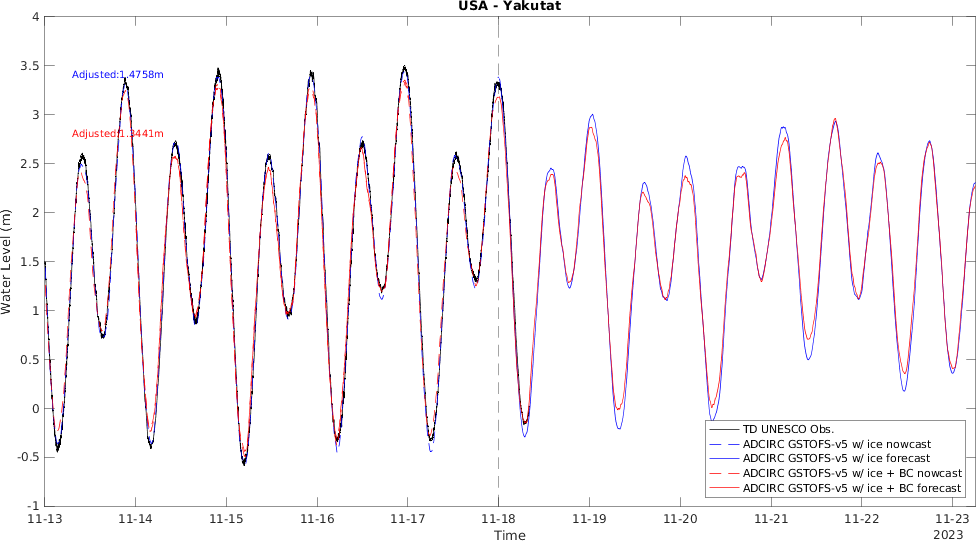 USA - Yakutat
4
3.5
3
2.5
2
1.5
1
0.5
0
-0.5
-1
Water Level (m)
Adjusted:1.4758m
Adjusted:1.3441m
TD UNESCO Obs.
ADCIRC GSTOFS-v5 w/ ice nowcast
ADCIRC GSTOFS-v5 w/ ice forecast
ADCIRC GSTOFS-v5 w/ ice + BC nowcast
ADCIRC GSTOFS-v5 w/ ice + BC forecast
11-13 11-14 11-15 11-16 11-17 11-18 11-19 11-20 11-21 11-22 11-23
Time
2023